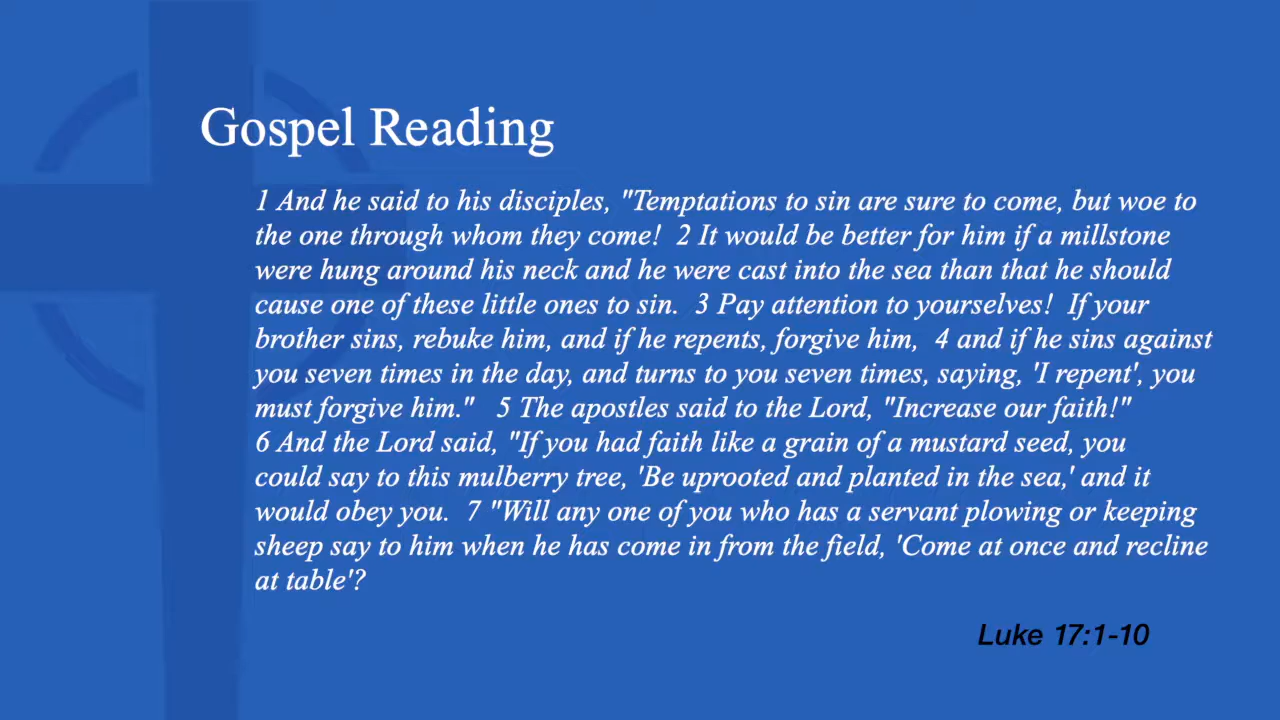 Gospel Reading
1 And he said to his disciples, "Temptations to sin are sure to come, but woe to
the one through whom they come!  2 It would be better for him if a millstone
were hung around his neck and he were cast into the sea than that he should
cause one of these little ones to sin.  3 Pay attention to yourselves!  If your
brother sins, rebuke him, and if he repents, forgive him,  4 and if he sins against
you seven times in the day, and turns to you seven times, saying, 'I repent', you
must forgive him."   5 The apostles said to the Lord, "Increase our faith!"
6 And the Lord said, "If you had faith like a grain of a mustard seed, you
could say to this mulberry tree, 'Be uprooted and planted in the sea,' and it
would obey you.  7 "Will any one of you who has a servant plowing or keeping
sheep say to him when he has come in from the field, 'Come at once and recline
at table'?
Luke 17:1-10